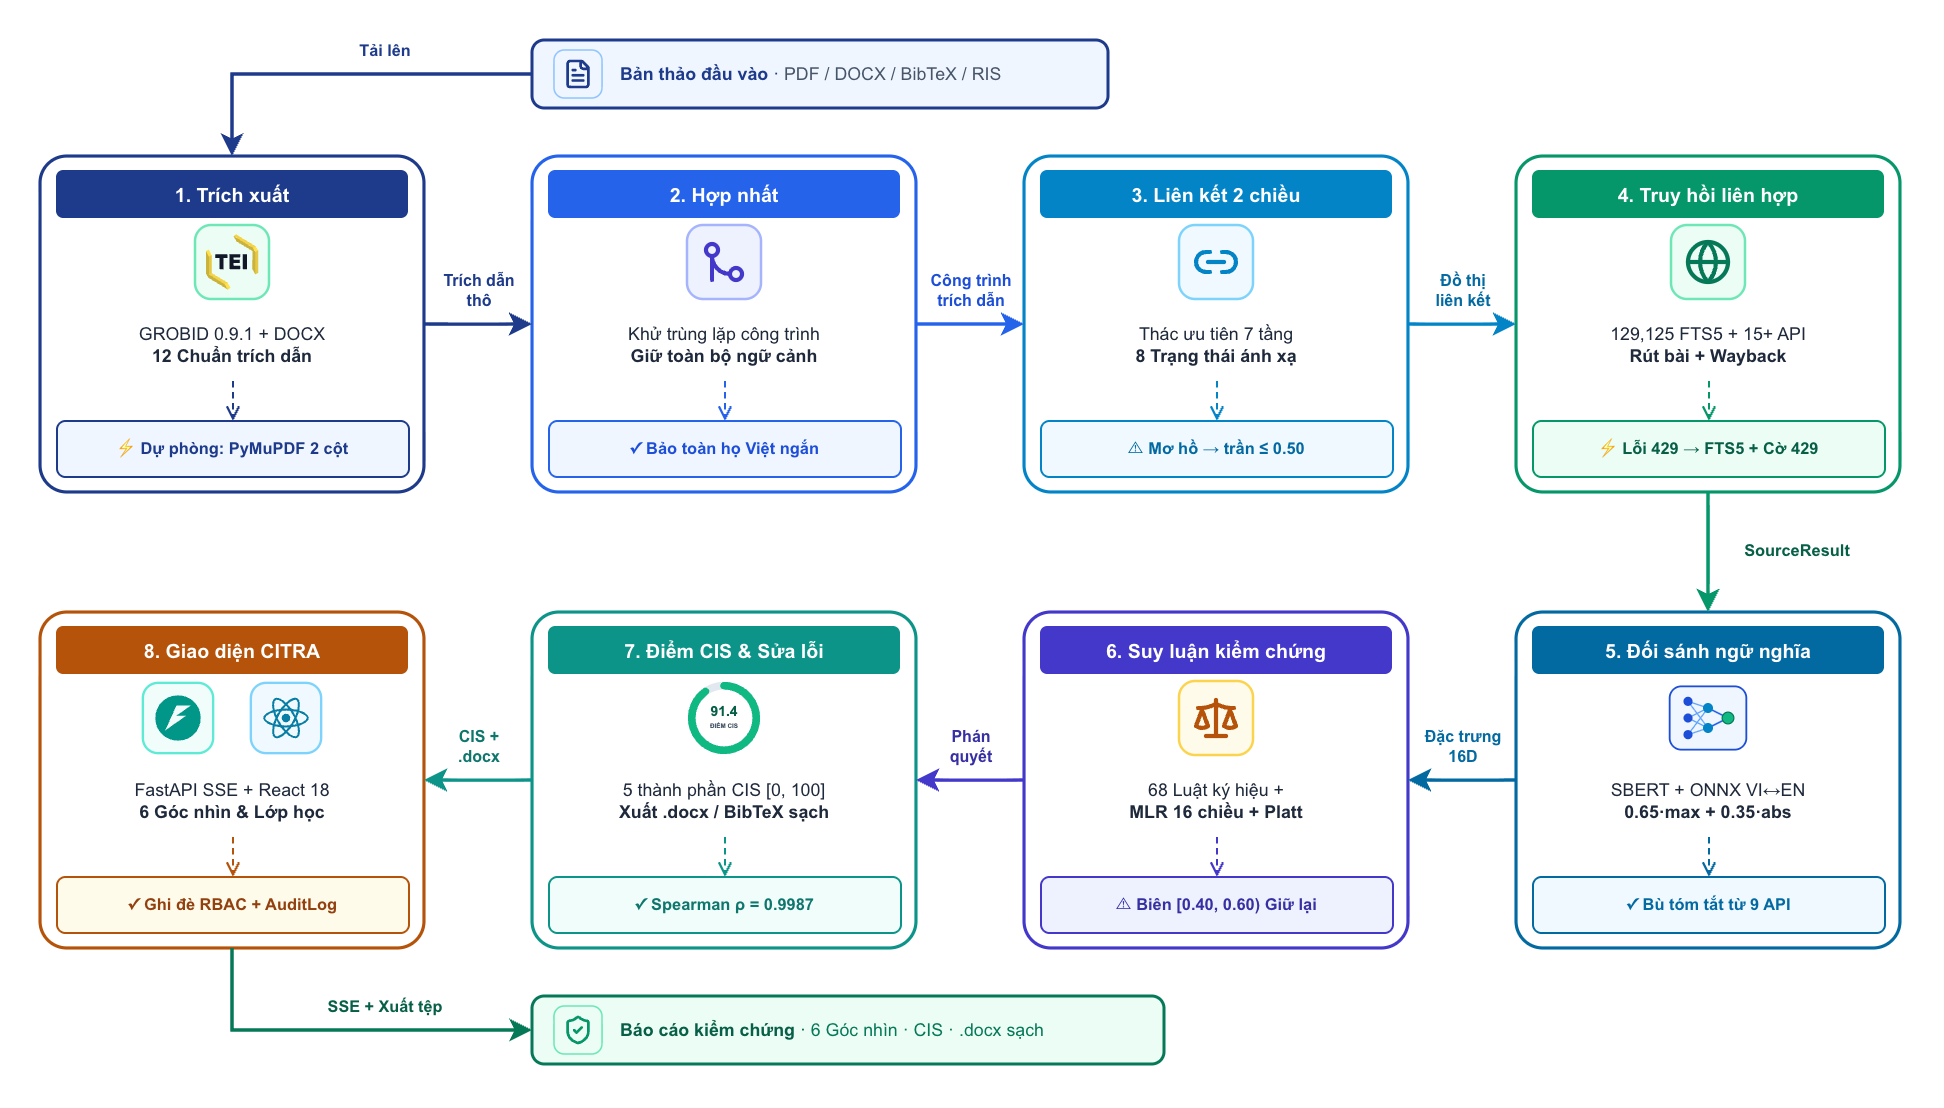 Tải lên
Bản thảo đầu vào · PDF / DOCX / BibTeX / RIS
1. Trích xuất
TEI
GROBID 0.9.1 + DOCX
12 Chuẩn trích dẫn
⚡ Dự phòng: PyMuPDF 2 cột
Trích dẫn
thô
2. Hợp nhất
Khử trùng lặp công trình
Giữ toàn bộ ngữ cảnh
✓ Bảo toàn họ Việt ngắn
Công trình
trích dẫn
3. Liên kết 2 chiều
Thác ưu tiên 7 tầng
8 Trạng thái ánh xạ
⚠ Mơ hồ → trần ≤ 0.50
Đồ thị
liên kết
4. Truy hồi liên hợp
129,125 FTS5 + 15+ API
Rút bài + Wayback
⚡ Lỗi 429 → FTS5 + Cờ 429
SourceResult
5. Đối sánh ngữ nghĩa
SBERT + ONNX VI↔EN
0.65·max + 0.35·abs
✓ Bù tóm tắt từ 9 API
Đặc trưng
16D
6. Suy luận kiểm chứng
68 Luật ký hiệu +
MLR 16 chiều + Platt
⚠ Biên [0.40, 0.60) Giữ lại
Phán
quyết
7. Điểm CIS & Sửa lỗi
91.4
ĐIỂM CIS
5 thành phần CIS [0, 100]
Xuất .docx / BibTeX sạch
✓ Spearman ρ = 0.9987
CIS +
.docx
8. Giao diện CITRA
FastAPI SSE + React 18
6 Góc nhìn & Lớp học
✓ Ghi đè RBAC + AuditLog
SSE + Xuất tệp
Báo cáo kiểm chứng · 6 Góc nhìn · CIS · .docx sạch